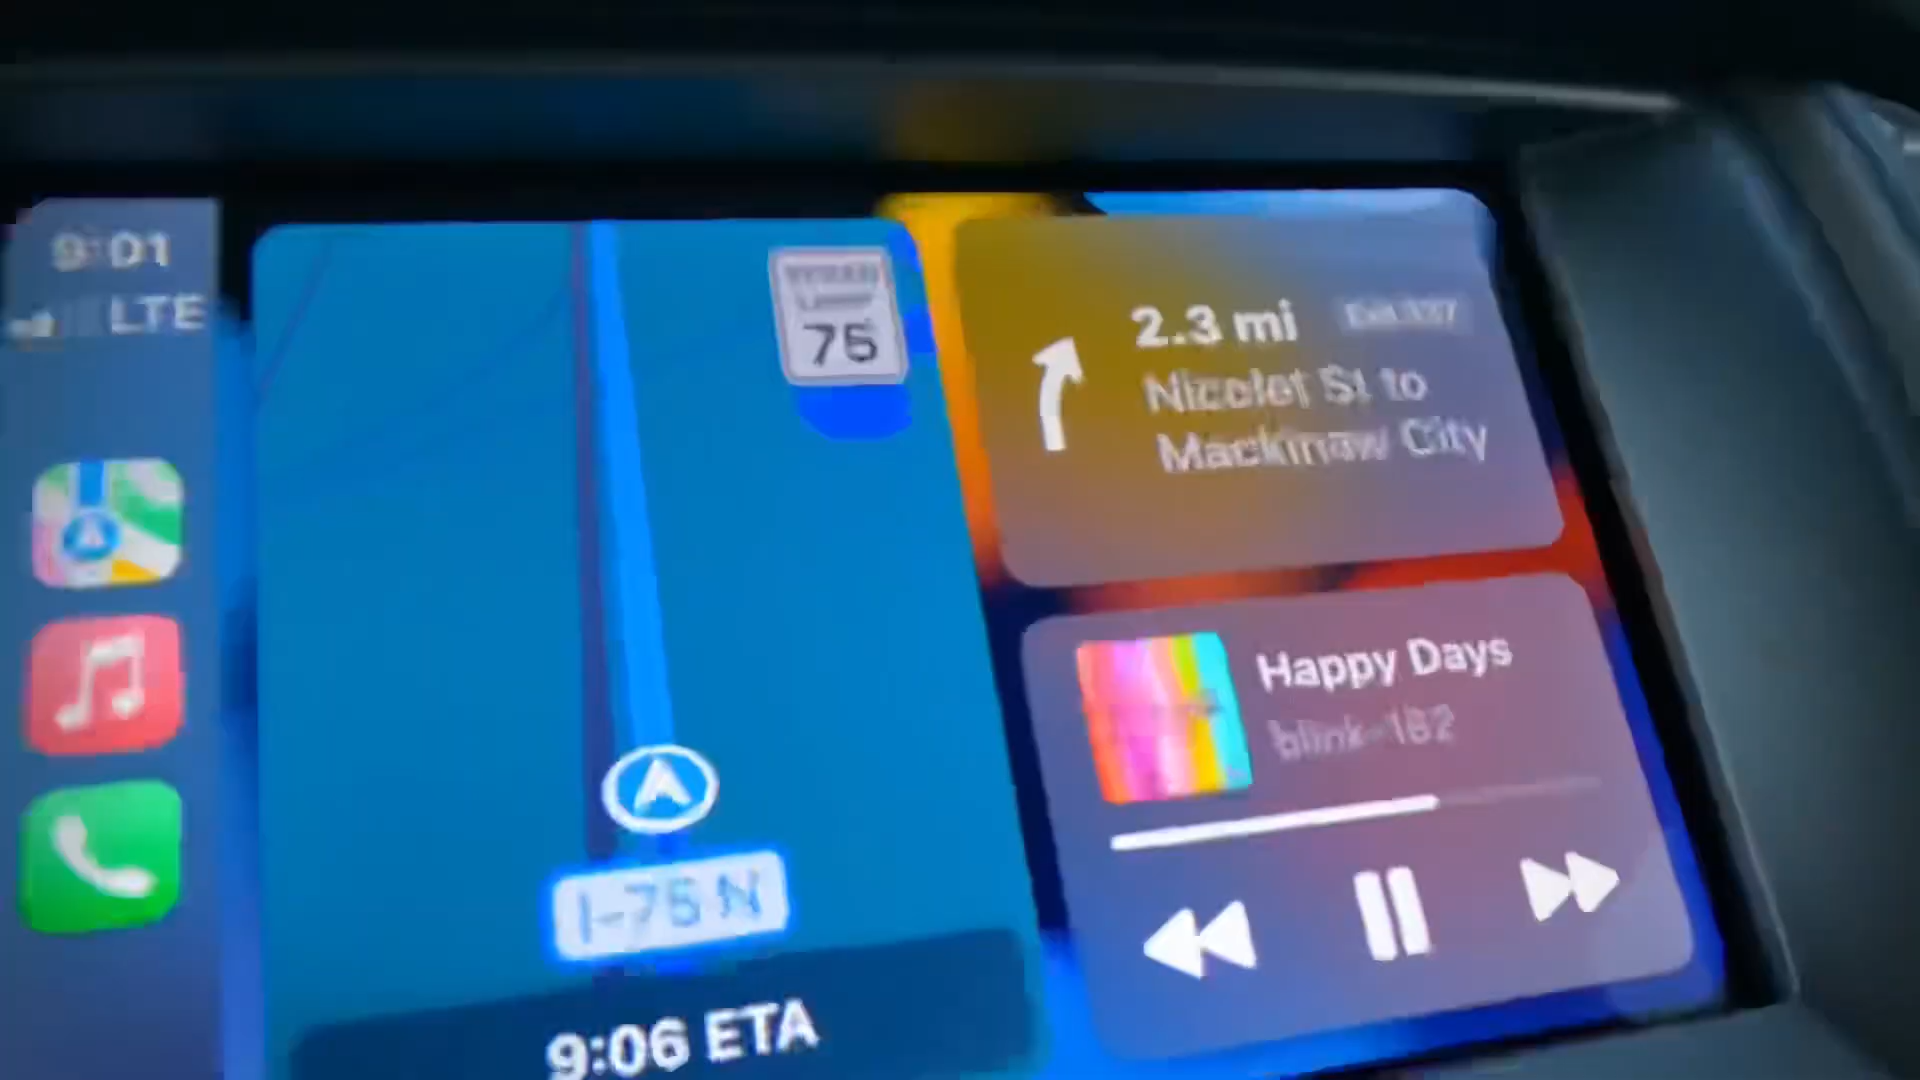 9:01
LTE
75
2.3 mi
Nicolet St to
Mackinaw City
Happy Days
blink-182
I-75 N
9:06 ETA